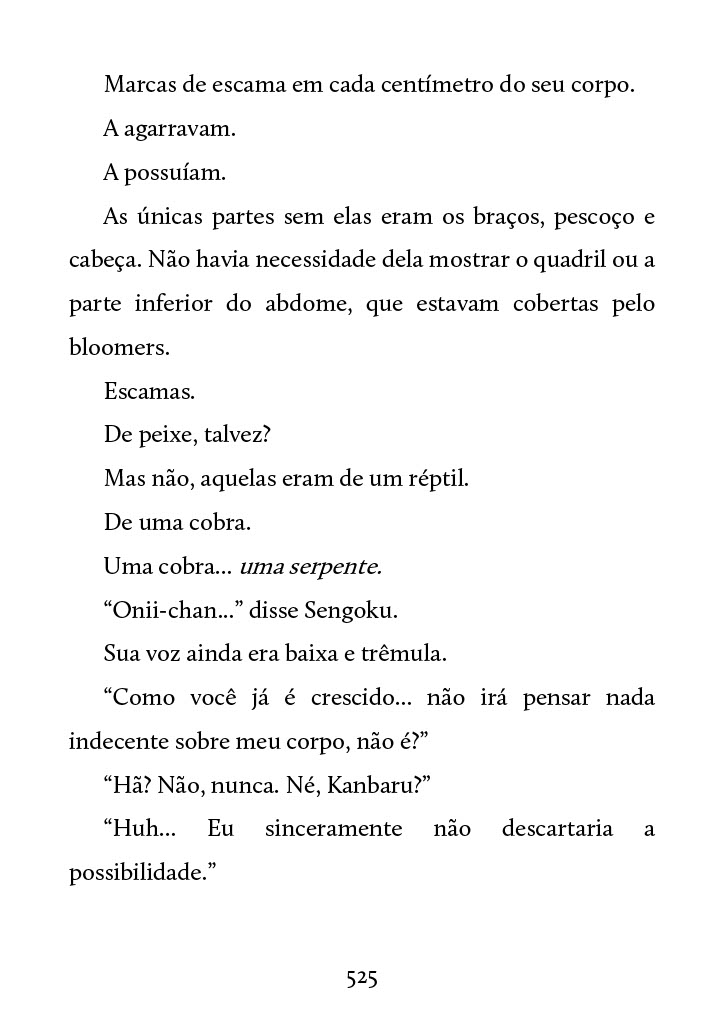 Marcas de escama em cada centímetro do seu corpo.
A agarravam.
A possuíam.
As únicas partes sem elas eram os braços, pescoço e
cabeça. Não havia necessidade dela mostrar o quadril ou a
parte inferior do abdome, que estavam cobertas pelo
bloomers.
Escamas.
De peixe, talvez?
Mas não, aquelas eram de um réptil.
De uma cobra.
Uma cobra... uma serpente.
“Onii-chan...” disse Sengoku.
Sua voz ainda era baixa e trêmula.
“Como você já é crescido... não irá pensar nada
indecente sobre meu corpo, não é?”
“Hã? Não, nunca. Né, Kanbaru?”
“Huh... Eu sinceramente não descartaria a
possibilidade.”
525